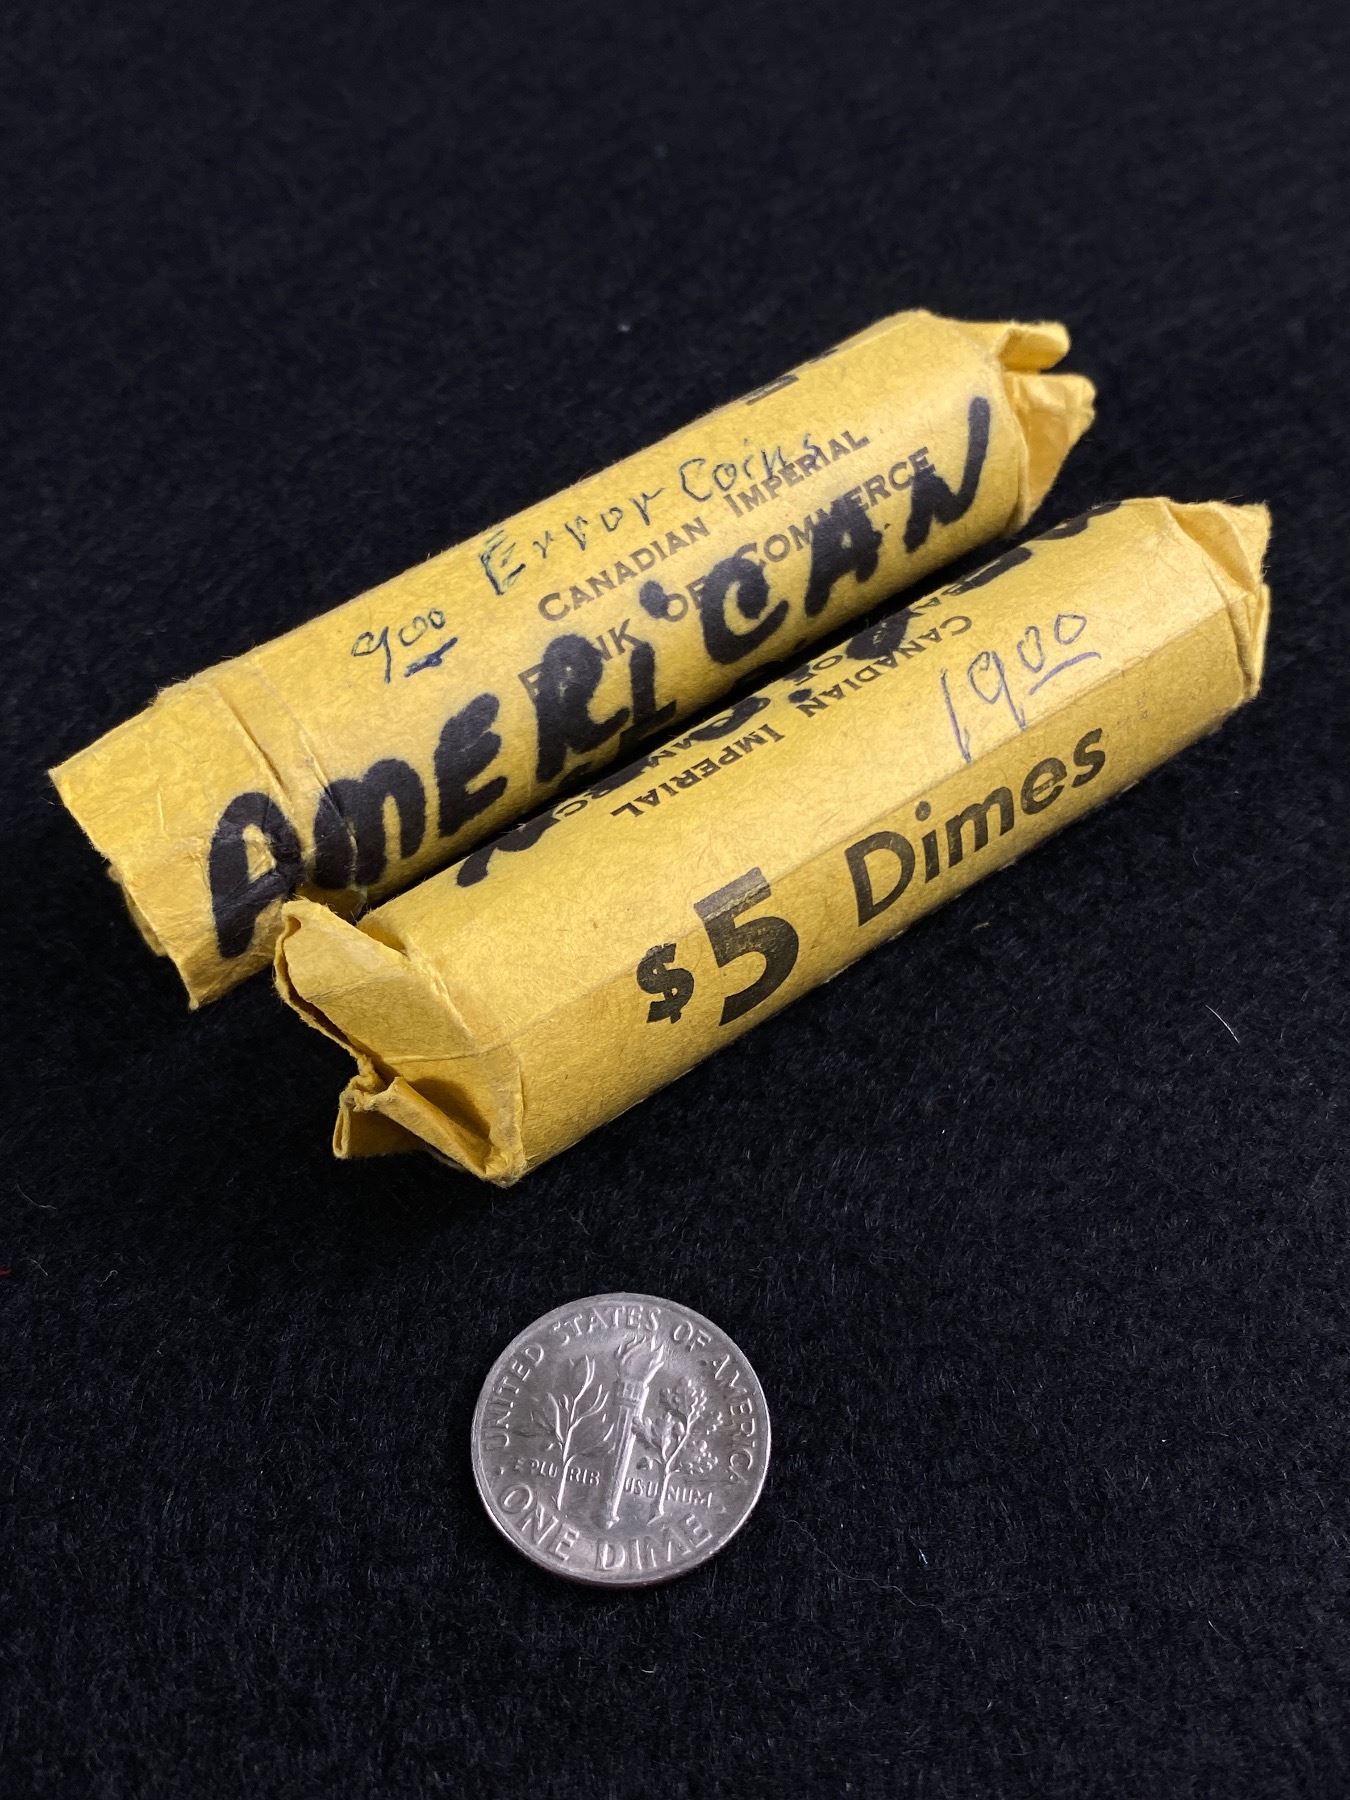 Error Coins
9.00
CANADIAN IMPERIAL
BANK OF COMMERCE
AMERICAN
19.00
CANADIAN IMPERIAL
$5 Dimes
UNITED STATES OF AMERICA
E PLURIBUS UNUM
ONE DIME